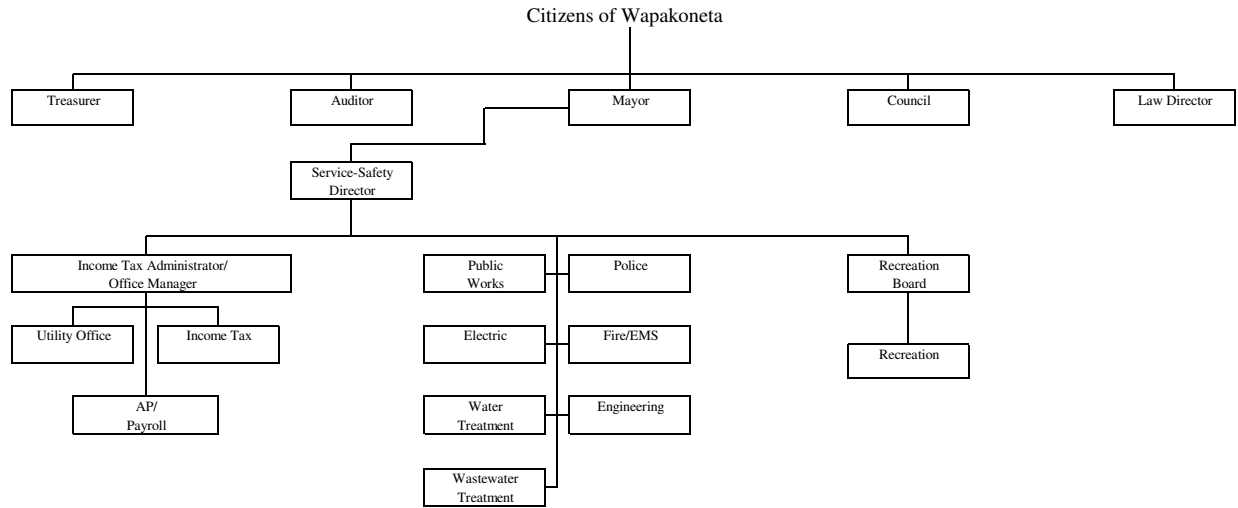 Citizens of Wapakoneta
Treasurer
Auditor
Mayor
Council
Law Director
Service-Safety
Director
Income Tax Administrator/
Office Manager
Public
Works
Police
Recreation
Board
Utility Office
Income Tax
Electric
Fire/EMS
Recreation
AP/
Payroll
Water
Treatment
Engineering
Wastewater
Treatment